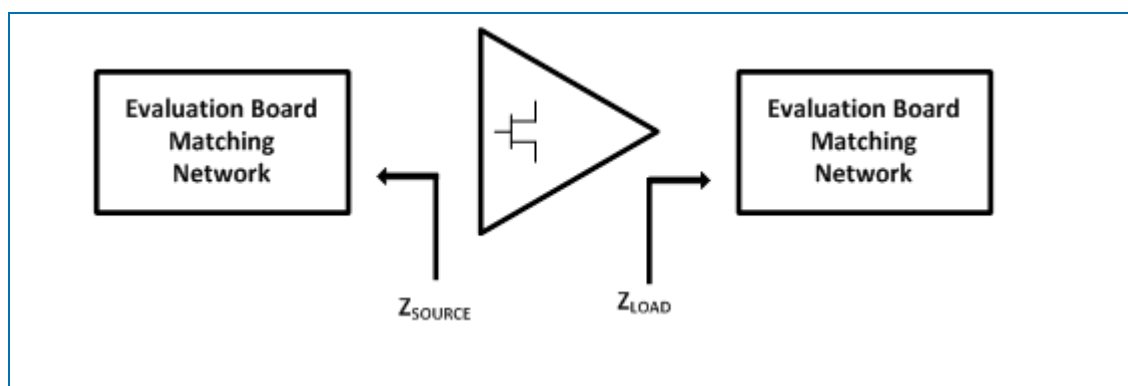 Evaluation Board
Matching
Network
Evaluation Board
Matching
Network
ZSOURCE
ZLOAD